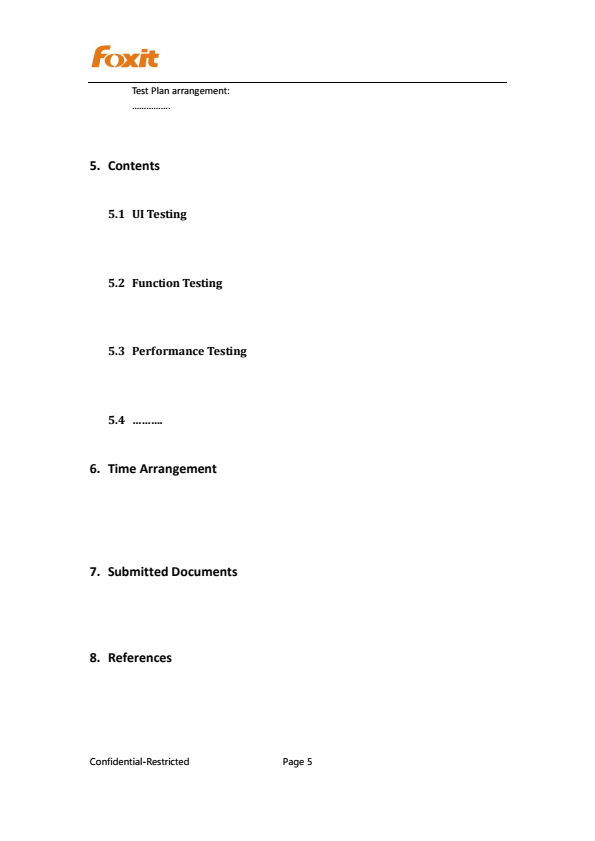 Foxit
Test Plan arrangement:
................
5. Contents
5.1 UI Testing
5.2 Function Testing
5.3 Performance Testing
5.4 ..........
6. Time Arrangement
7. Submitted Documents
8. References
Confidential-Restricted Page 5